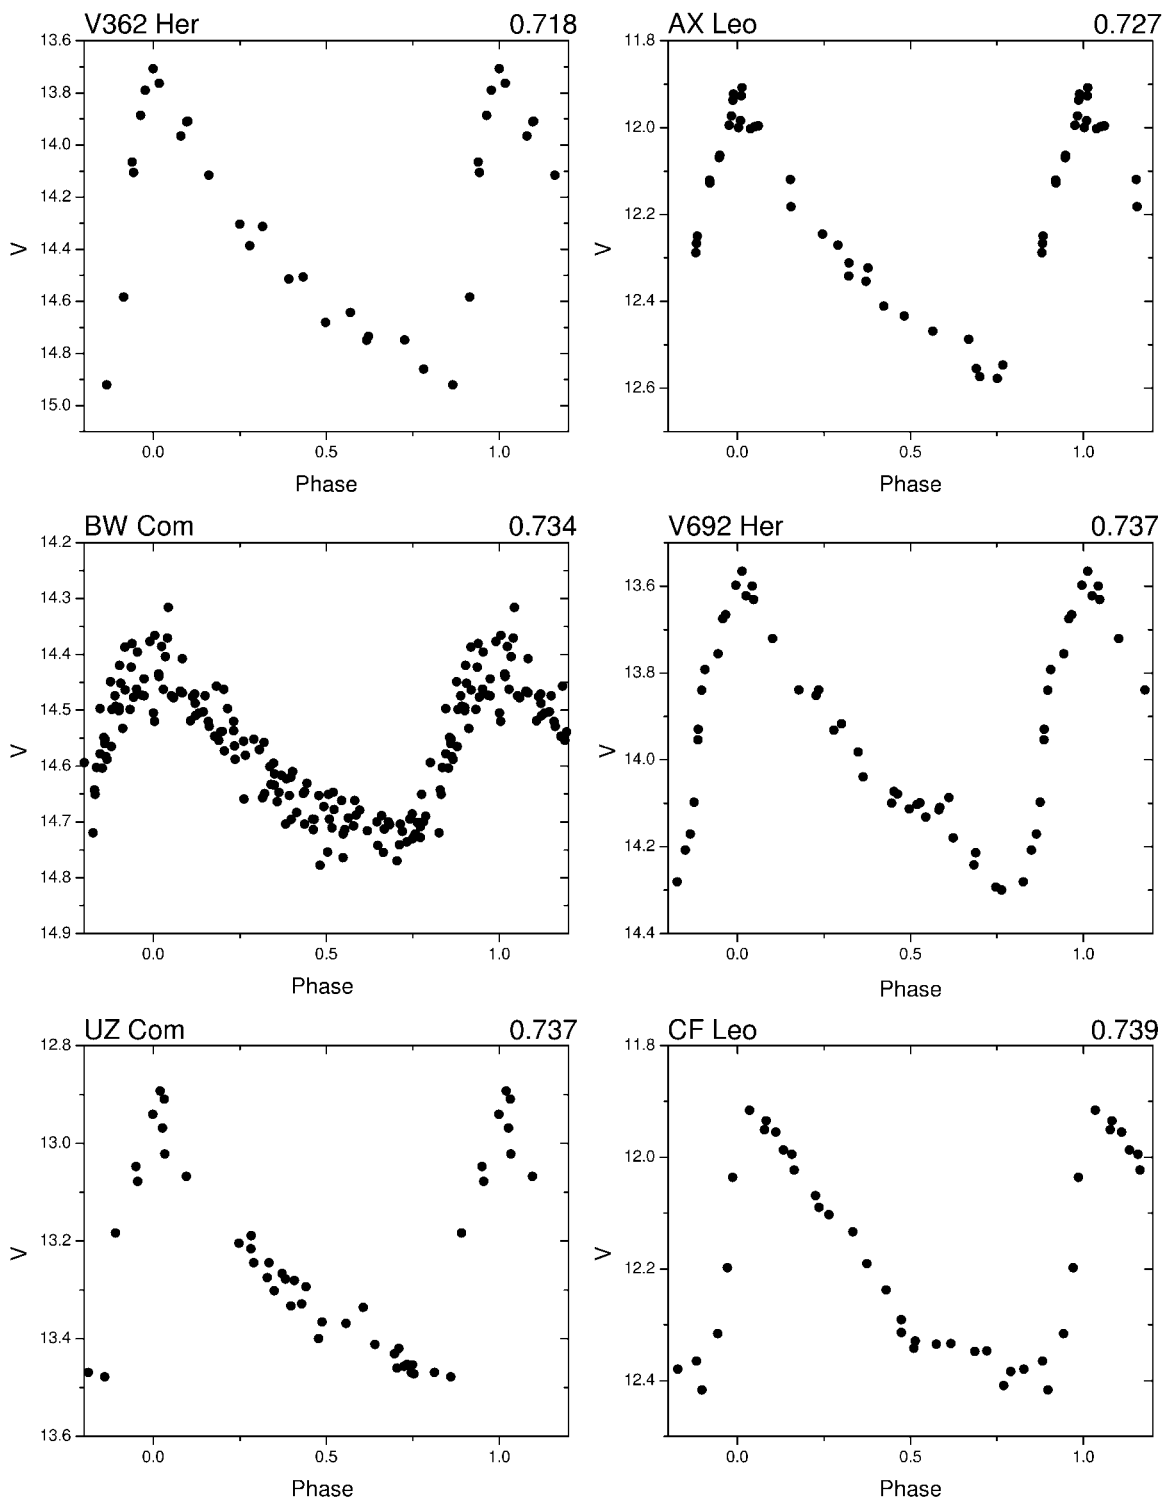 V362 Her 0.718
13.6
13.8
14.0
14.2
14.4
14.6
14.8
15.0
V
0.0 0.5 1.0
Phase
AX Leo 0.727
11.8
12.0
12.2
12.4
12.6
V
0.0 0.5 1.0
Phase
BW Com 0.734
14.2
14.3
14.4
14.5
14.6
14.7
14.8
14.9
V
0.0 0.5 1.0
Phase
V692 Her 0.737
13.6
13.8
14.0
14.2
14.4
V
0.0 0.5 1.0
Phase
UZ Com 0.737
12.8
13.0
13.2
13.4
13.6
V
0.0 0.5 1.0
Phase
CF Leo 0.739
11.8
12.0
12.2
12.4
V
0.0 0.5 1.0
Phase